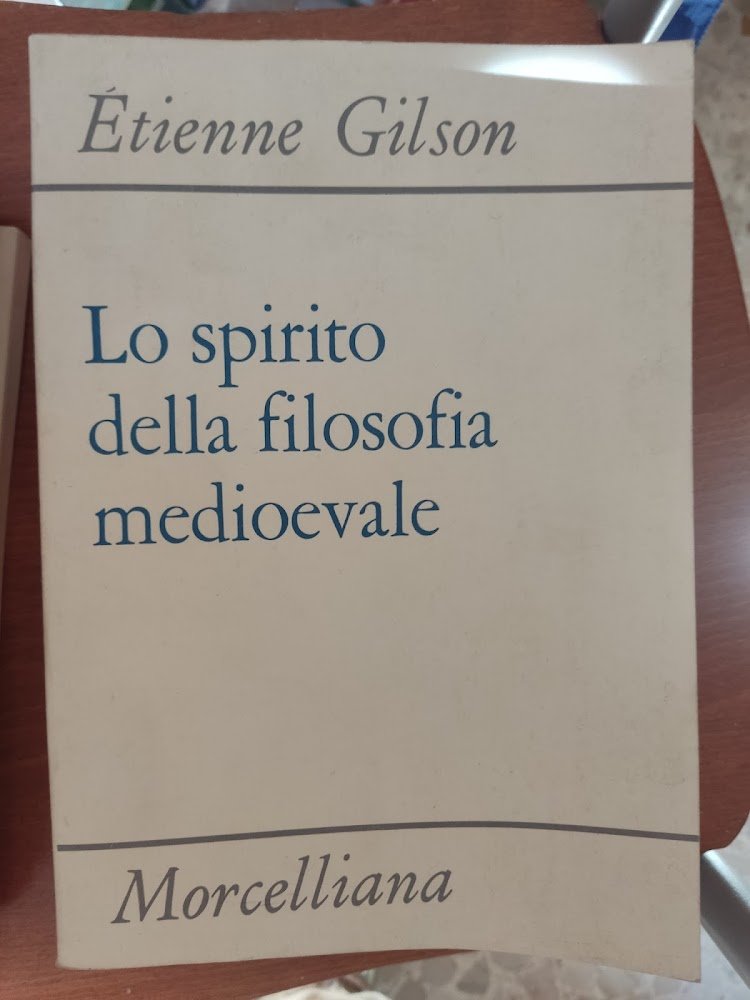 Étienne Gilson
Lo spirito
della filosofia
medioevale
Morcelliana